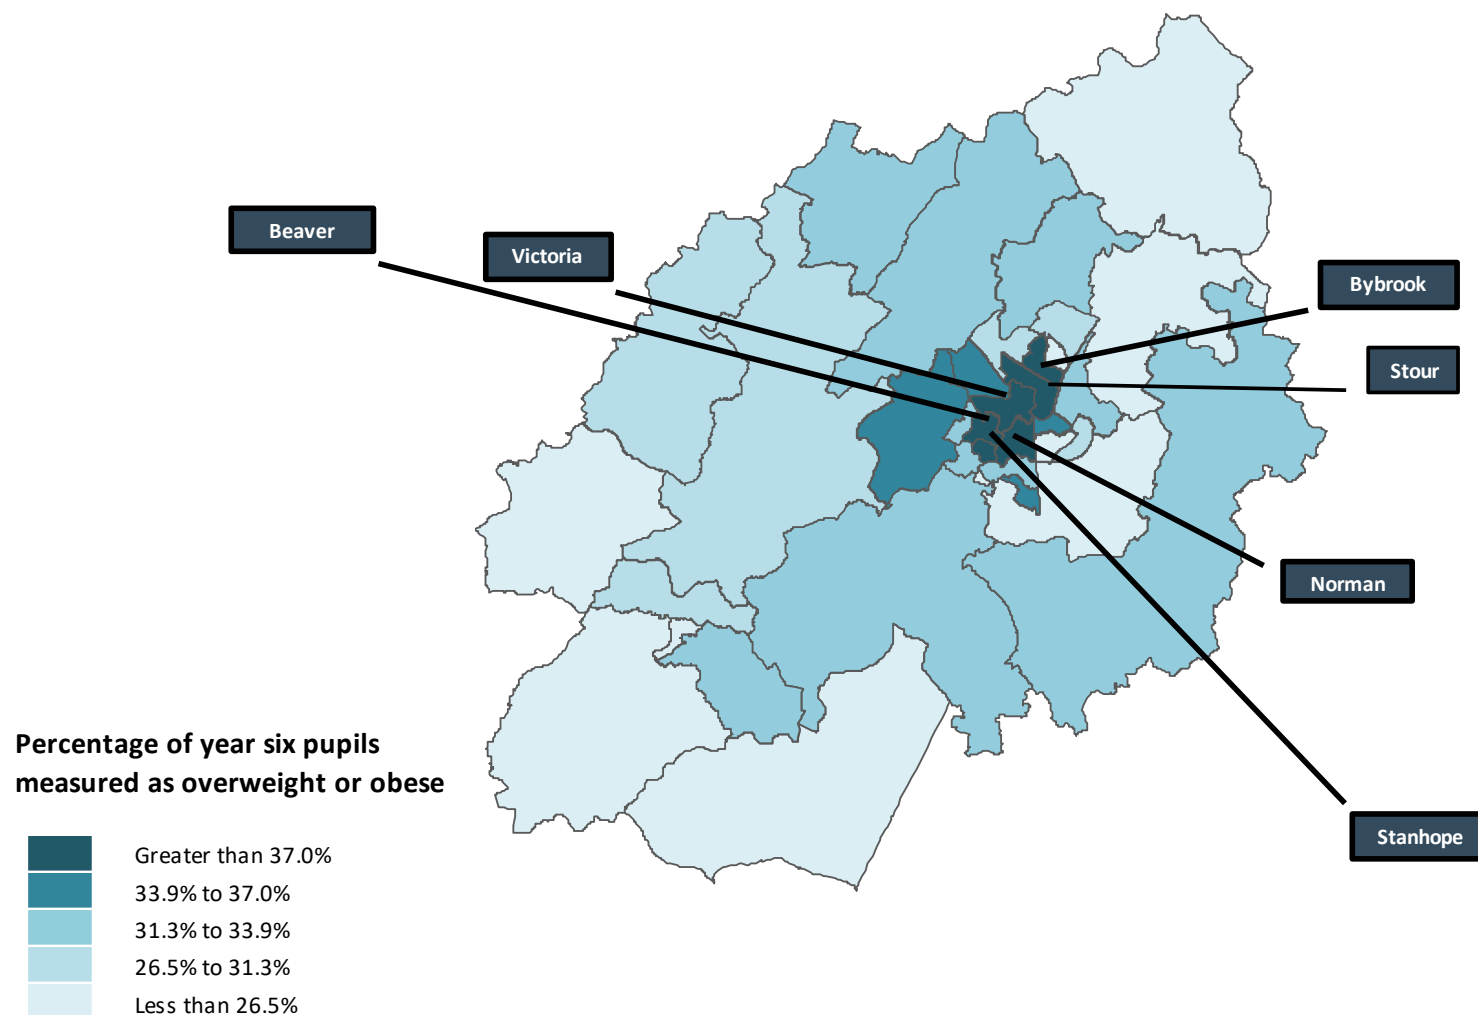 Beaver
Victoria
Bybrook
Stour
Norman
Stanhope
Percentage of year six pupils
measured as overweight or obese
Greater than 37.0%
33.9% to 37.0%
31.3% to 33.9%
26.5% to 31.3%
Less than 26.5%